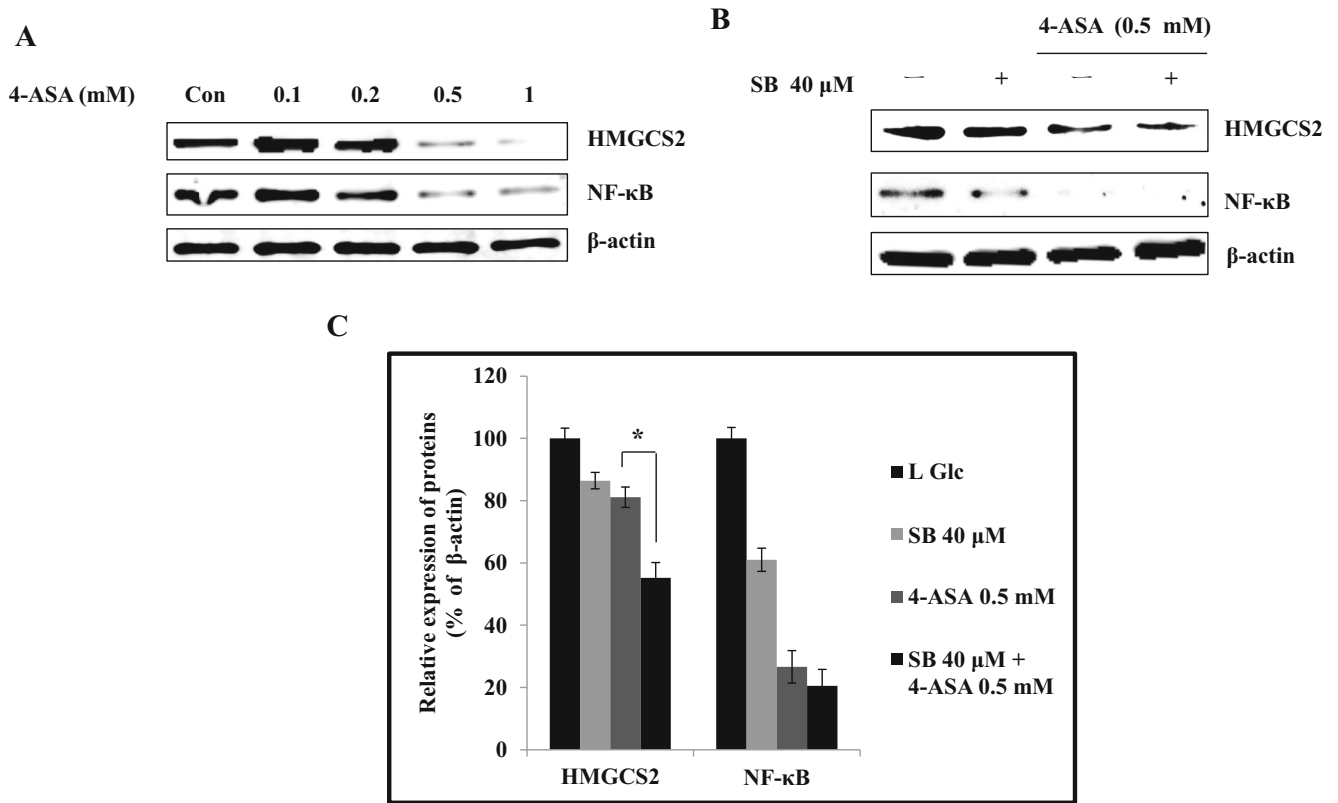 A
4-ASA (mM) Con 0.1 0.2 0.5 1
HMGCS2
NF-κB
β-actin
B
4-ASA (0.5 mM)
SB 40 µM − + − +
HMGCS2
NF-κB
β-actin
C
Relative expression of proteins
(% of β-actin)
120
100
80
60
40
20
0
*
HMGCS2 NF-κB
L Glc
SB 40 µM
4-ASA 0.5 mM
SB 40 µM +
4-ASA 0.5 mM